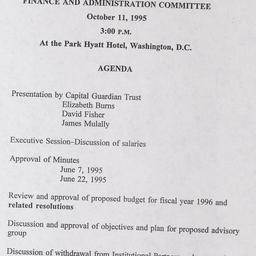 FINANCE AND ADMINISTRATION COMMITTEE
October 11, 1995
3:00 P.M.
At the Park Hyatt Hotel, Washington, D.C.
AGENDA
Presentation by Capital Guardian Trust
Elizabeth Burns
David Fisher
James Mulally
Executive Session–Discussion of salaries
Approval of Minutes
June 7, 1995
June 22, 1995
Review and approval of proposed budget for fiscal year 1996 and
related resolutions
Discussion and approval of objectives and plan for proposed advisory
group
Discussion of withdrawal from Institutional